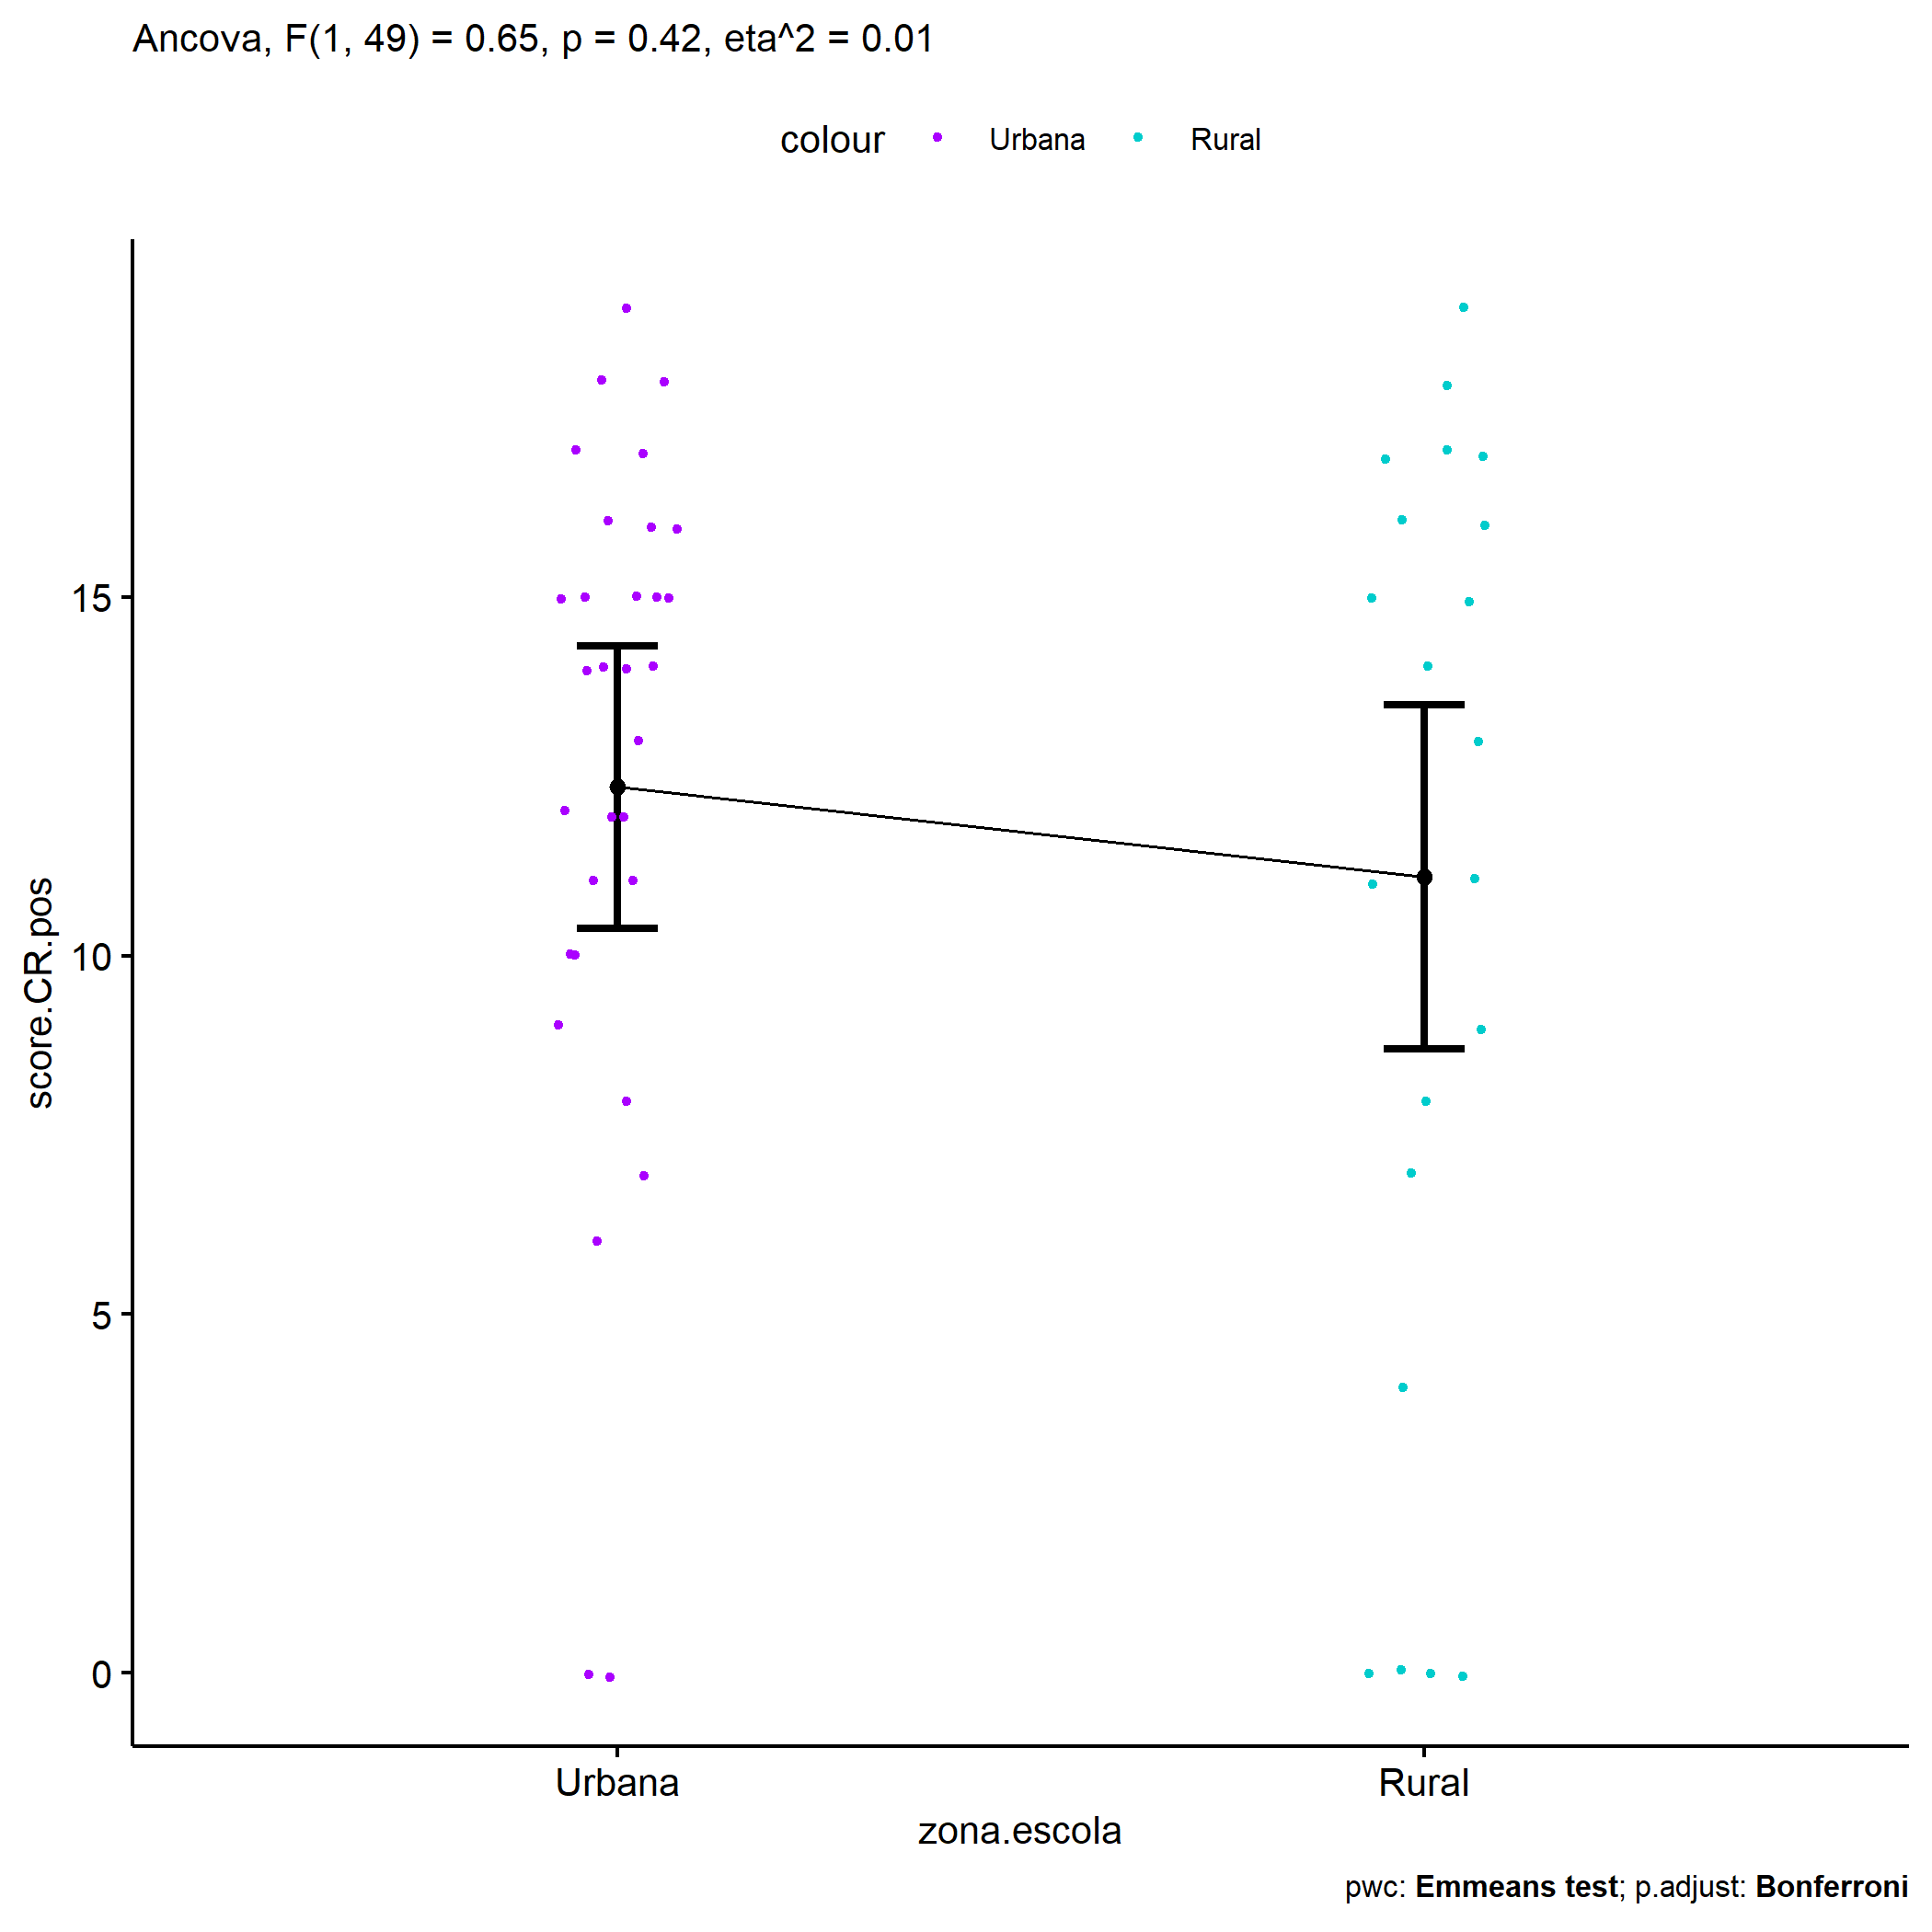 Ancova, F(1, 49) = 0.65, p = 0.42, eta^2 = 0.01
colour Urbana Rural
15
10
5
0
score.CR.pos
Urbana Rural
zona.escola
pwc: Emmeans test; p.adjust: Bonferroni